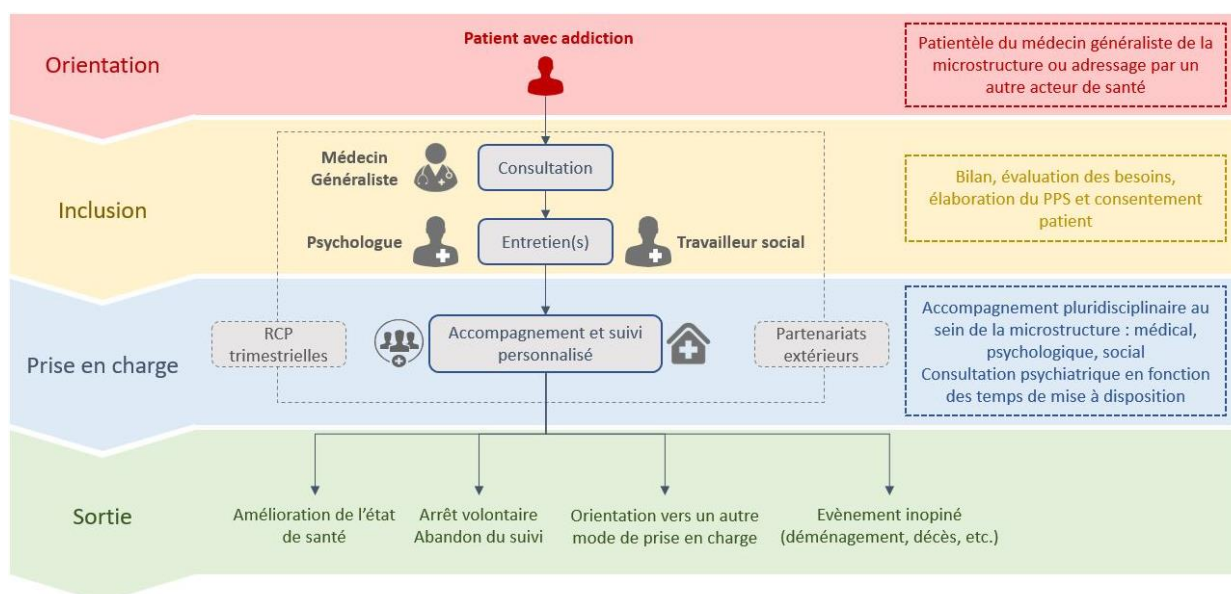 Orientation
Patient avec addiction
Patientèle du médecin généraliste de la
microstructure ou adressage par un
autre acteur de santé
Inclusion
Médecin
Généraliste
Consultation
Psychologue
Entretien(s)
Travailleur social
Bilan, évaluation des besoins,
élaboration du PPS et consentement
patient
Prise en charge
RCP
trimestrielles
Accompagnement et suivi
personnalisé
Partenariats
extérieurs
Accompagnement pluridisciplinaire au
sein de la microstructure : médical,
psychologique, social
Consultation psychiatrique en fonction
des temps de mise à disposition
Sortie
Amélioration de l'état
de santé
Arrêt volontaire
Abandon du suivi
Orientation vers un autre
mode de prise en charge
Evènement inopiné
(déménagement, décès, etc.)